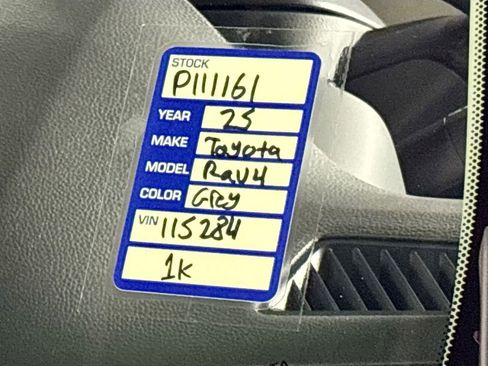 STOCK
P111161
YEAR 25
MAKE Toyota
MODEL Rav4
COLOR Grey
VIN 115284
1K